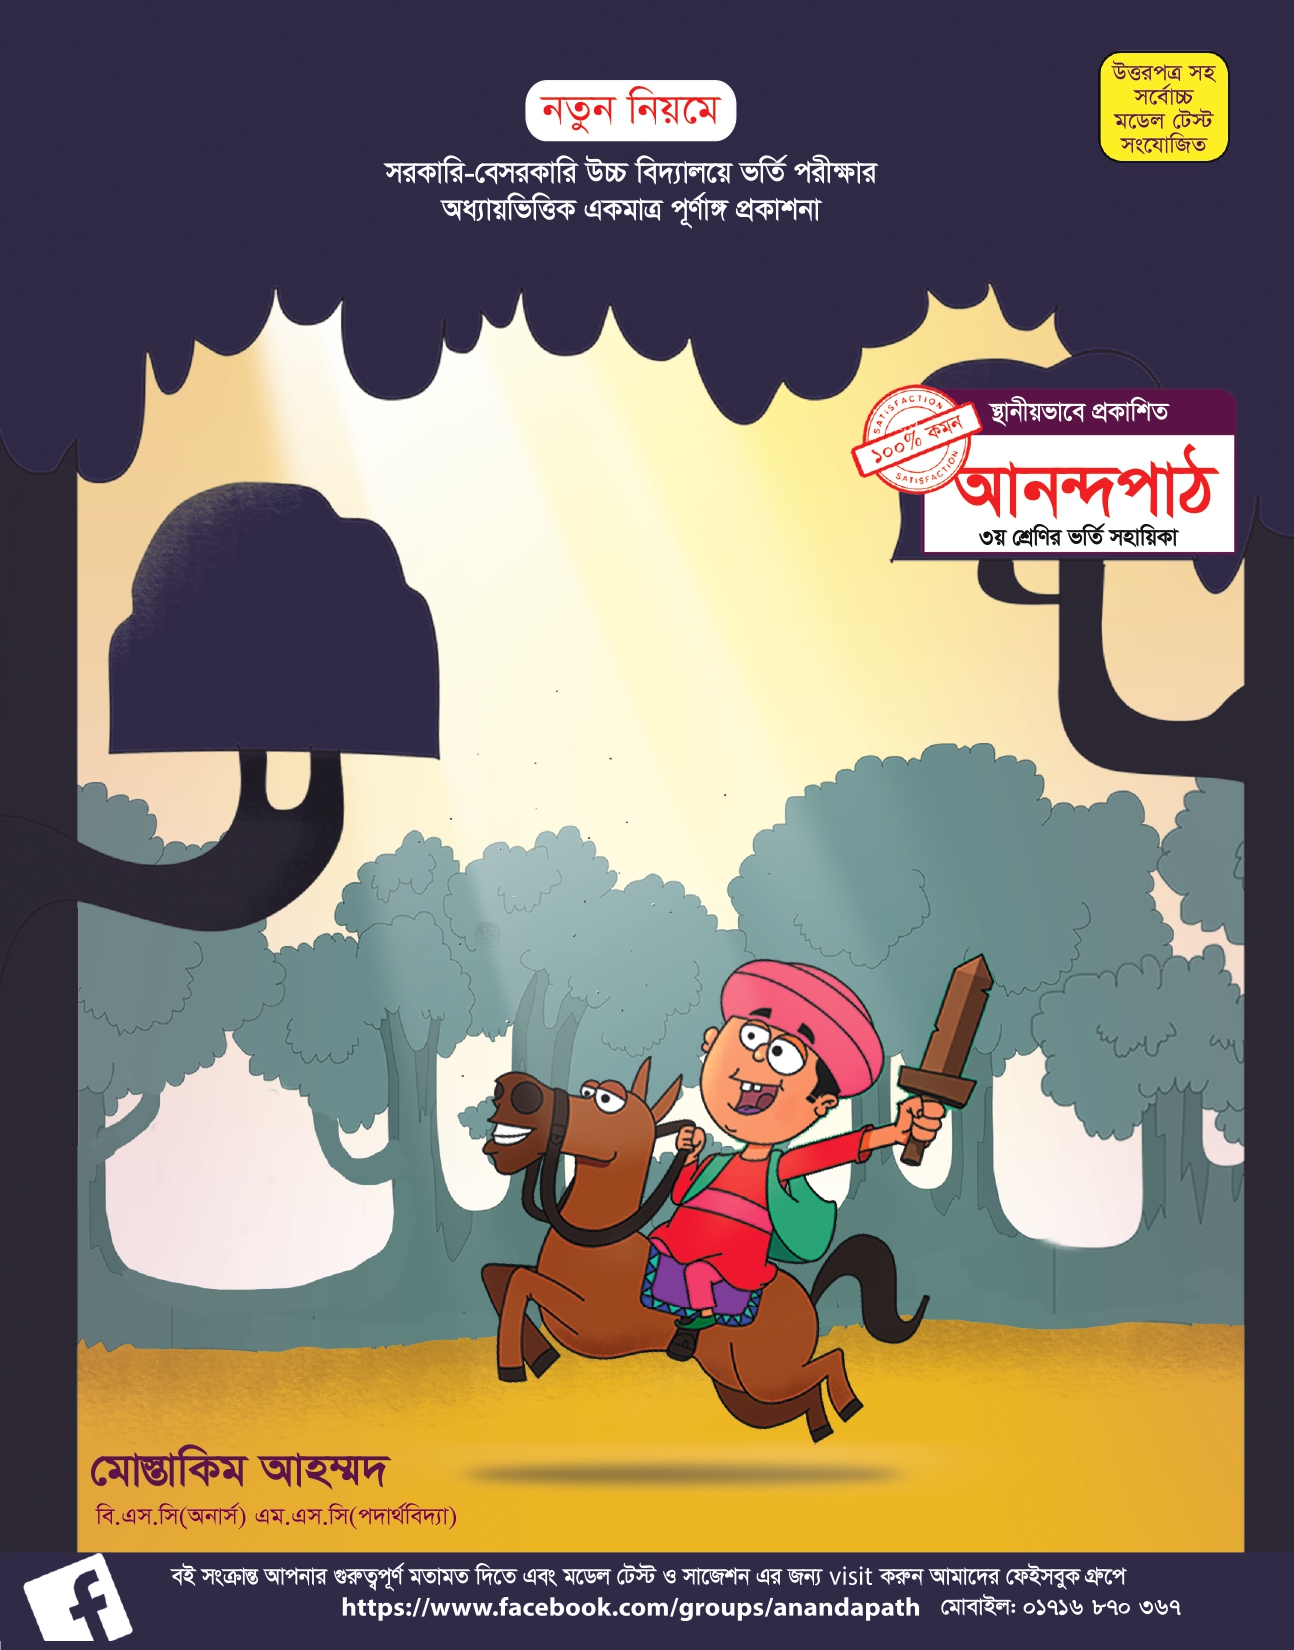 নতুন নিয়মে
সরকারি-বেসরকারি উচ্চ বিদ্যালয়ে ভর্তি পরীক্ষার
অধ্যায়ভিত্তিক একমাত্র পূর্ণাঙ্গ প্রকাশনা
উত্তরপত্র সহ
সর্বোচ্চ
মডেল টেস্ট
সংযোজিত
স্থানীয়ভাবে প্রকাশিত
SATISFACTION
১০০% কমন
SATISFACTION
আনন্দপাঠ
৩য় শ্রেণির ভর্তি সহায়িকা
মোস্তাকিম আহম্মদ
বি.এস.সি(অনার্স) এম.এস.সি(পদার্থবিদ্যা)
f
বই সংক্রান্ত আপনার গুরুত্বপূর্ণ মতামত দিতে এবং মডেল টেস্ট ও সাজেশন এর জন্য visit করুন আমাদের ফেইসবুক গ্রুপে
https://www.facebook.com/groups/anandapath মোবাইল: ০১৭১৬ ৮৭০ ৩৬৭